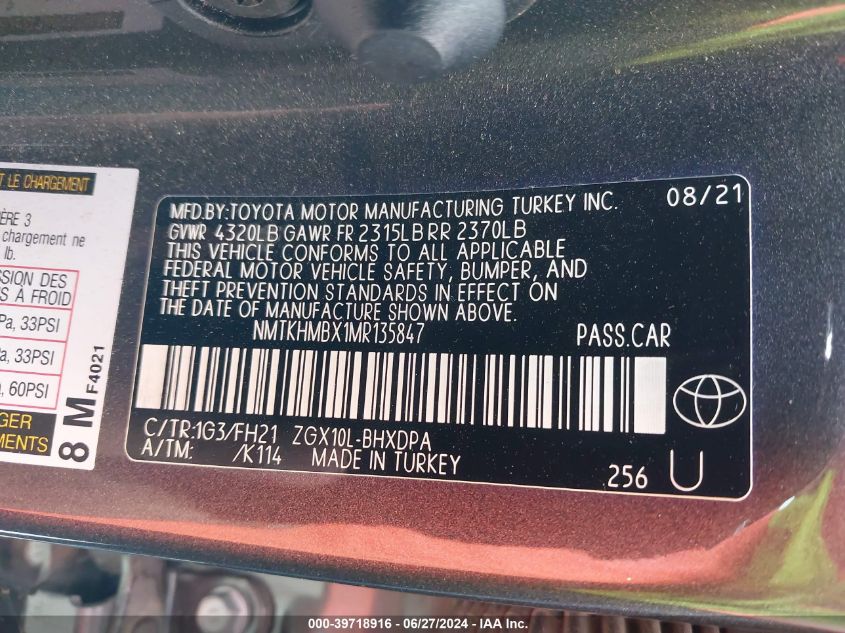 T LE CHARGEMENT
ÈRE 3
chargement ne
lb.
SSION DES
S À FROID
Pa, 33PSI
a, 33PSI
a, 60PSI
GER
EMENTS
8 M F4021
MFD.BY:TOYOTA MOTOR MANUFACTURING TURKEY INC. 08/21
GVWR 4320LB GAWR FR 2315LB RR 2370LB
THIS VEHICLE CONFORMS TO ALL APPLICABLE
FEDERAL MOTOR VEHICLE SAFETY, BUMPER, AND
THEFT PREVENTION STANDARDS IN EFFECT ON
THE DATE OF MANUFACTURE SHOWN ABOVE.
NMTKHMBX1MR135847 PASS.CAR
C/TR:1G3/FH21 ZGX10L-BHXDPA
A/TM: /K114 MADE IN TURKEY
256 U
000-39718916 - 06/27/2024 - IAA Inc.